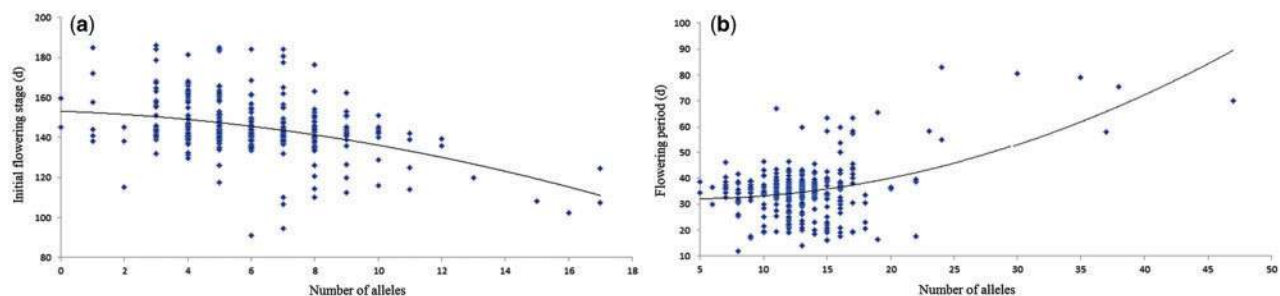 (a)
Initial flowering stage (d)
200
180
160
140
120
100
80
0 2 4 6 8 10 12 14 16 18
Number of alleles
(b)
Flowering period (d)
100
90
80
70
60
50
40
30
20
10
5 10 15 20 25 30 35 40 45 50
Number of alleles